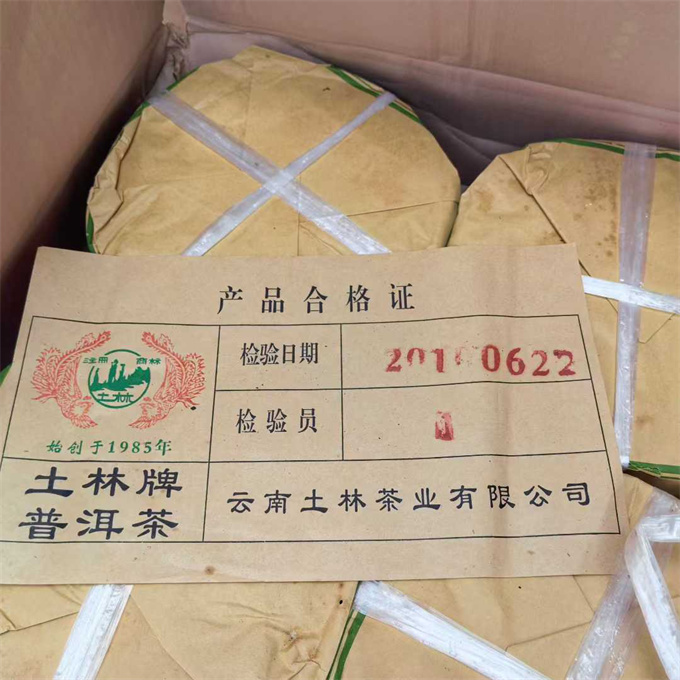 产品合格证
注册 商标
土林
始创于1985年
检验日期
检验员
土林牌
普洱茶
云南土林茶业有限公司